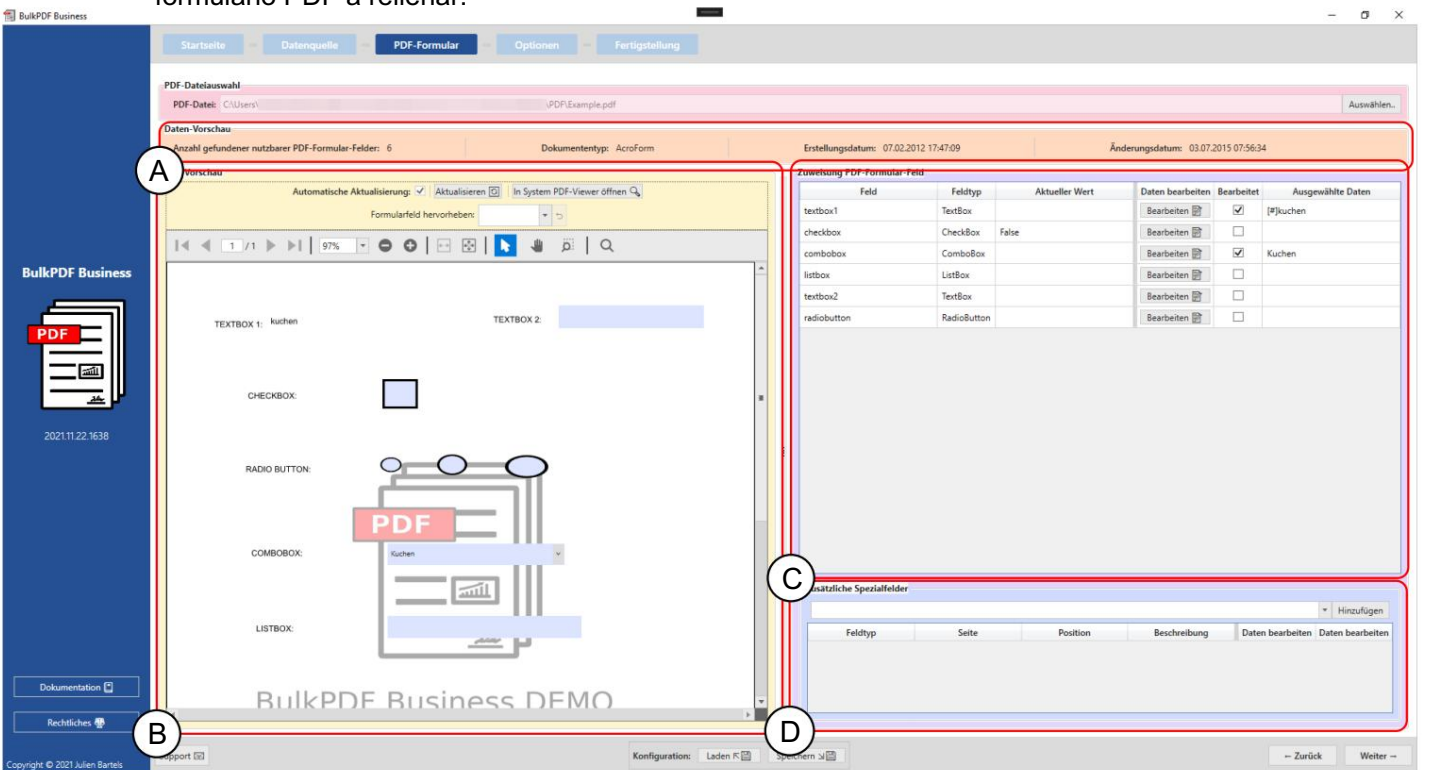 formulario PDF a rellenar.
BulkPDF Business
Startseite Datenquelle PDF-Formular Optionen Fertigstellung
PDF-Dateiauswahl
PDF-Datei: C:\Users\ \PDF\Example.pdf Auswählen..
Daten-Vorschau
Anzahl gefundener nutzbarer PDF-Formular-Felder: 6 Dokumententyp: AcroForm Erstellungsdatum: 07.02.2012 17:47:09 Änderungsdatum: 03.07.2015 07:56:34
A
Vorschau
Automatische Aktualisierung: Aktualisieren In System PDF-Viewer öffnen
Formularfeld hervorheben:
1 /1 97%
TEXTBOX 1: kuchen TEXTBOX 2:
CHECKBOX:
RADIO BUTTON:
PDF
COMBOBOX: Kuchen
LISTBOX:
BulkPDF Business DEMO
B
Zuweisung PDF-Formular-Feld
Feld Feldtyp Aktueller Wert Daten bearbeiten Bearbeitet Ausgewählte Daten
textbox1 TextBox Bearbeiten [#]kuchen
checkbox CheckBox False Bearbeiten
combobox ComboBox Bearbeiten Kuchen
listbox ListBox Bearbeiten
textbox2 TextBox Bearbeiten
radiobutton RadioButton Bearbeiten
C
usätzliche Spezialfelder
Hinzufügen
Feldtyp Seite Position Beschreibung Daten bearbeiten Daten bearbeiten
D
BulkPDF Business
PDF
2021.11.22.1638
Dokumentation
Rechtliches
Copyright © 2021 Julien Bartels
upport Konfiguration: Laden Speichern ← Zurück Weiter →